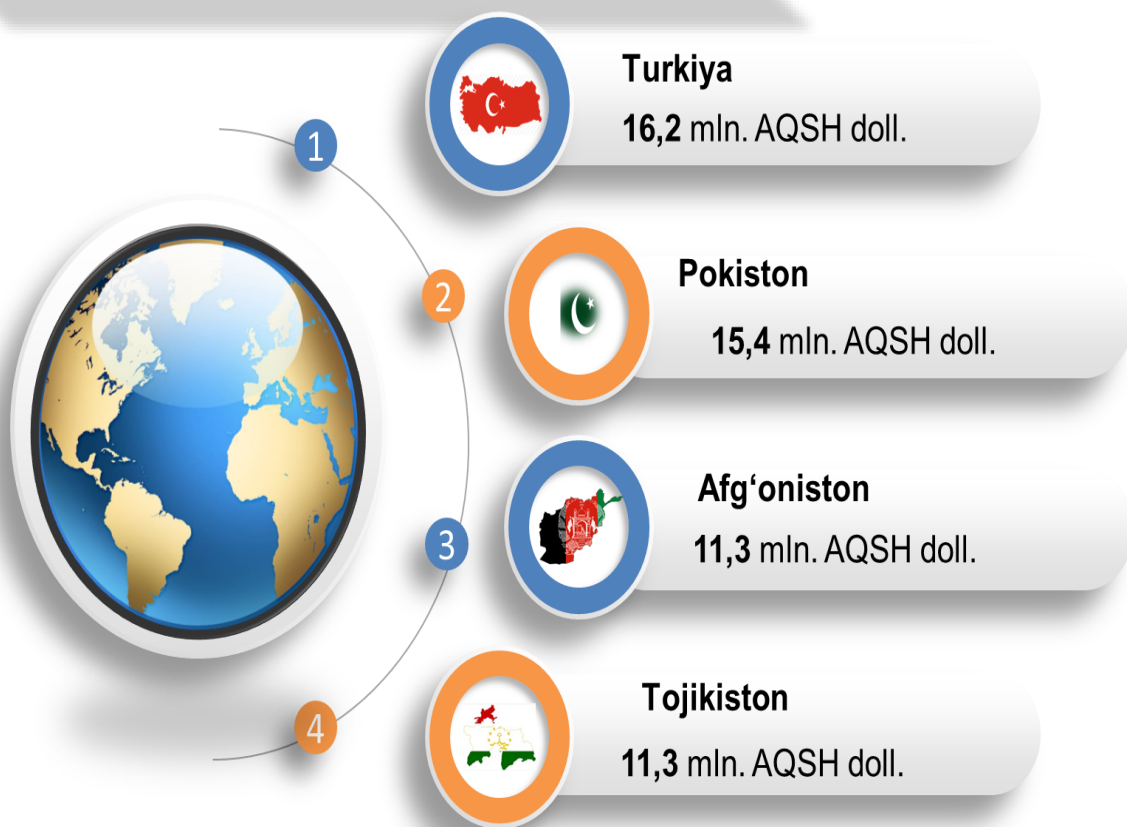 1
Turkiya
16,2 mln. AQSH doll.
2
Pokiston
15,4 mln. AQSH doll.
3
Afg‘oniston
11,3 mln. AQSH doll.
4
Tojikiston
11,3 mln. AQSH doll.